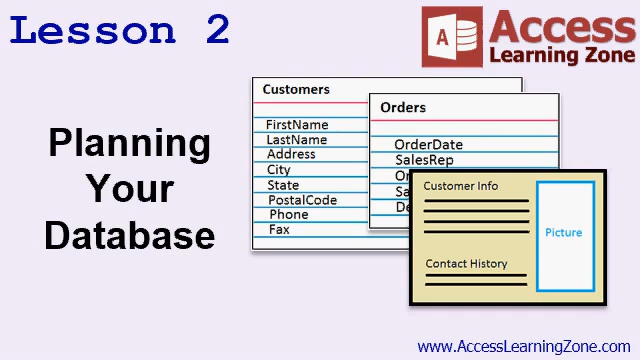 Lesson 2
A
Access
Learning Zone
Planning
Your
Database
Customers
FirstName
LastName
Address
City
State
PostalCode
Phone
Fax
Orders
OrderDate
SalesRep
Customer Info
Picture
Contact History
www.AccessLearningZone.com